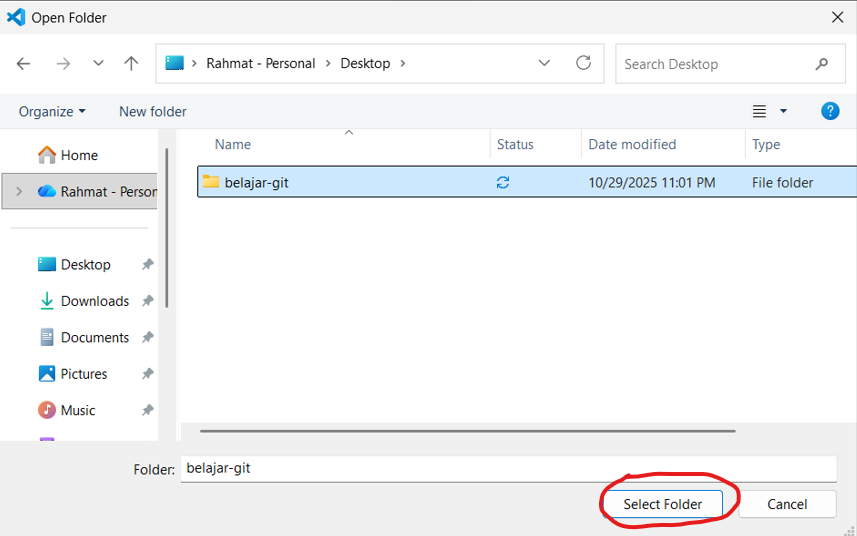 Open Folder
Rahmat - Personal > Desktop >
Search Desktop
Organize
New folder
?
Name
Status
Date modified
Type
Home
Rahmat - Person
belajar-git
10/29/2025 11:01 PM
File folder
Desktop
Downloads
Documents
Pictures
Music
Folder:
belajar-git
Select Folder
Cancel